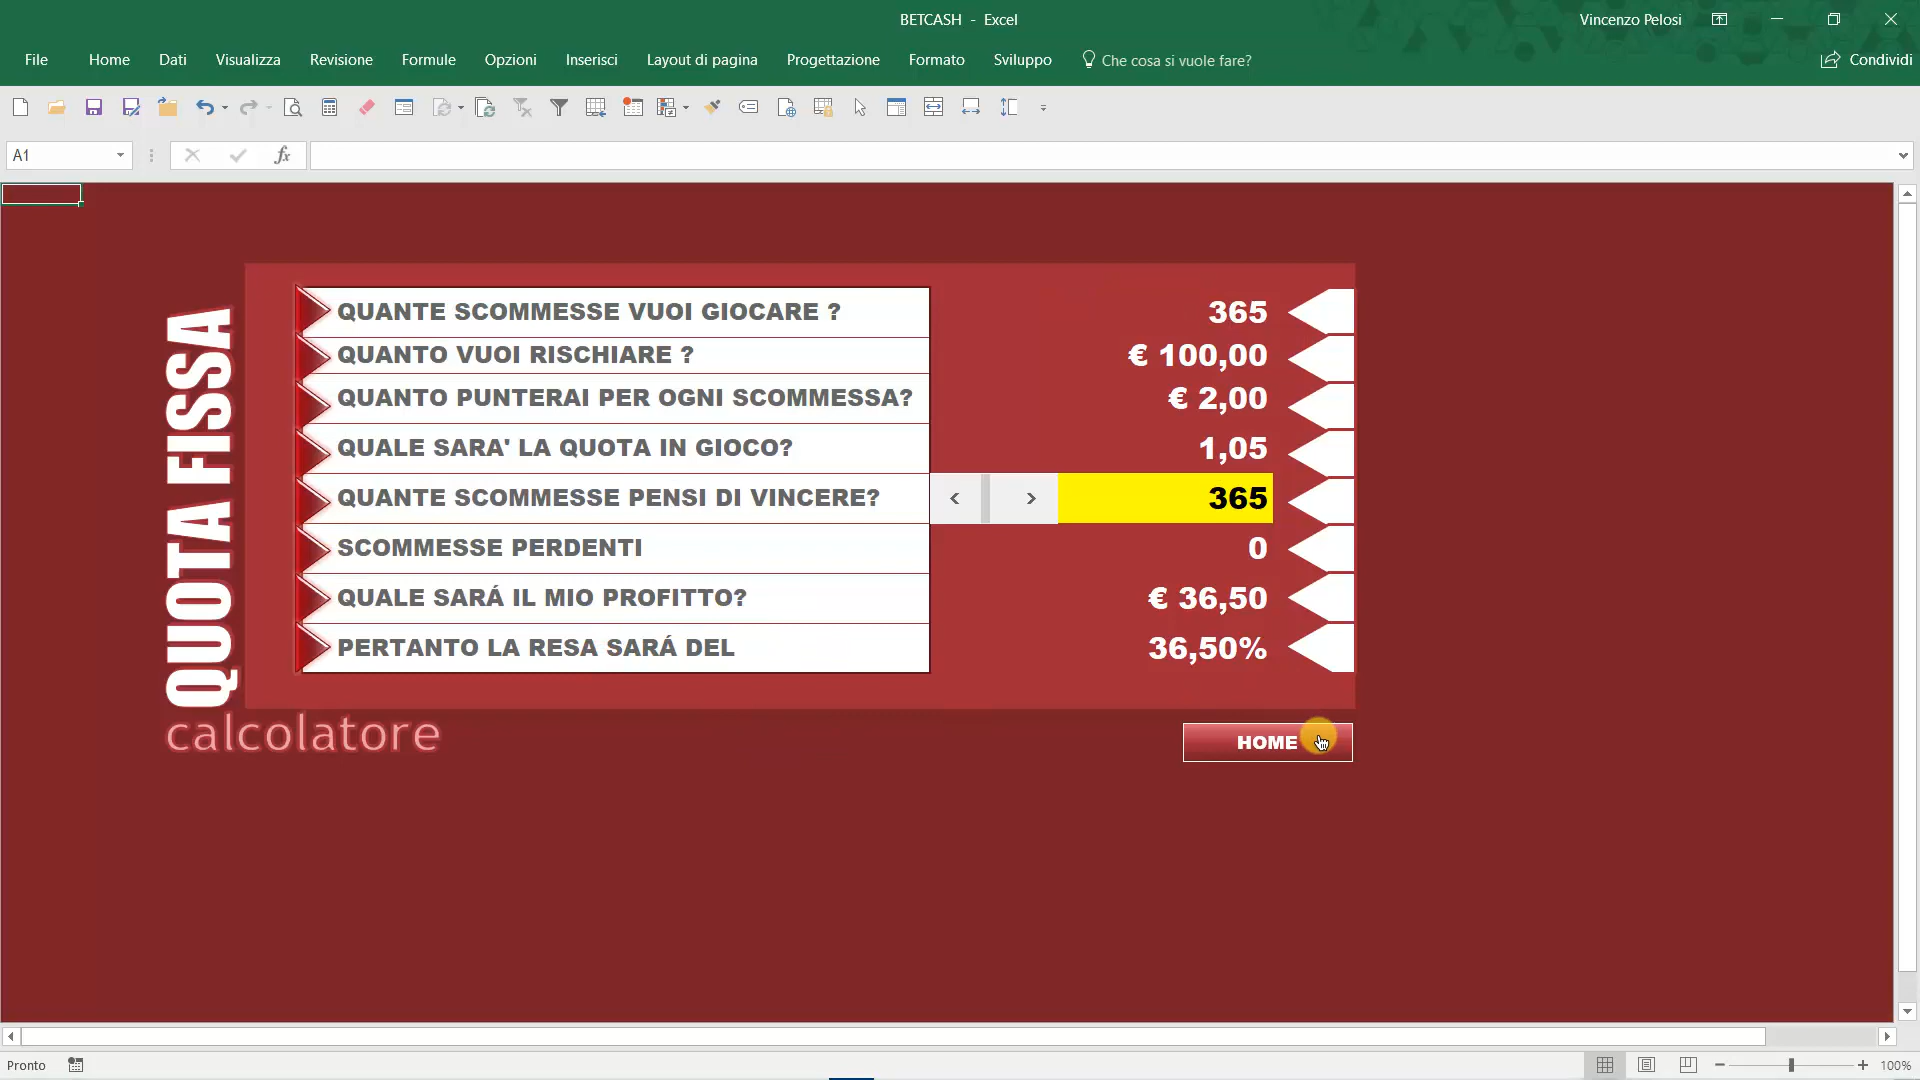 BETCASH - Excel
Vincenzo Pelosi
File Home Dati Visualizza Revisione Formule Opzioni Inserisci Layout di pagina Progettazione Formato Sviluppo Che cosa si vuole fare? Condividi
A1 fx
QUOTA FISSA
calcolatore
QUANTE SCOMMESSE VUOI GIOCARE ? 365
QUANTO VUOI RISCHIARE ? € 100,00
QUANTO PUNTERAI PER OGNI SCOMMESSA? € 2,00
QUALE SARA' LA QUOTA IN GIOCO? 1,05
QUANTE SCOMMESSE PENSI DI VINCERE? 365
SCOMMESSE PERDENTI 0
QUALE SARÁ IL MIO PROFITTO? € 36,50
PERTANTO LA RESA SARÁ DEL 36,50%
HOME
Pronto 100%